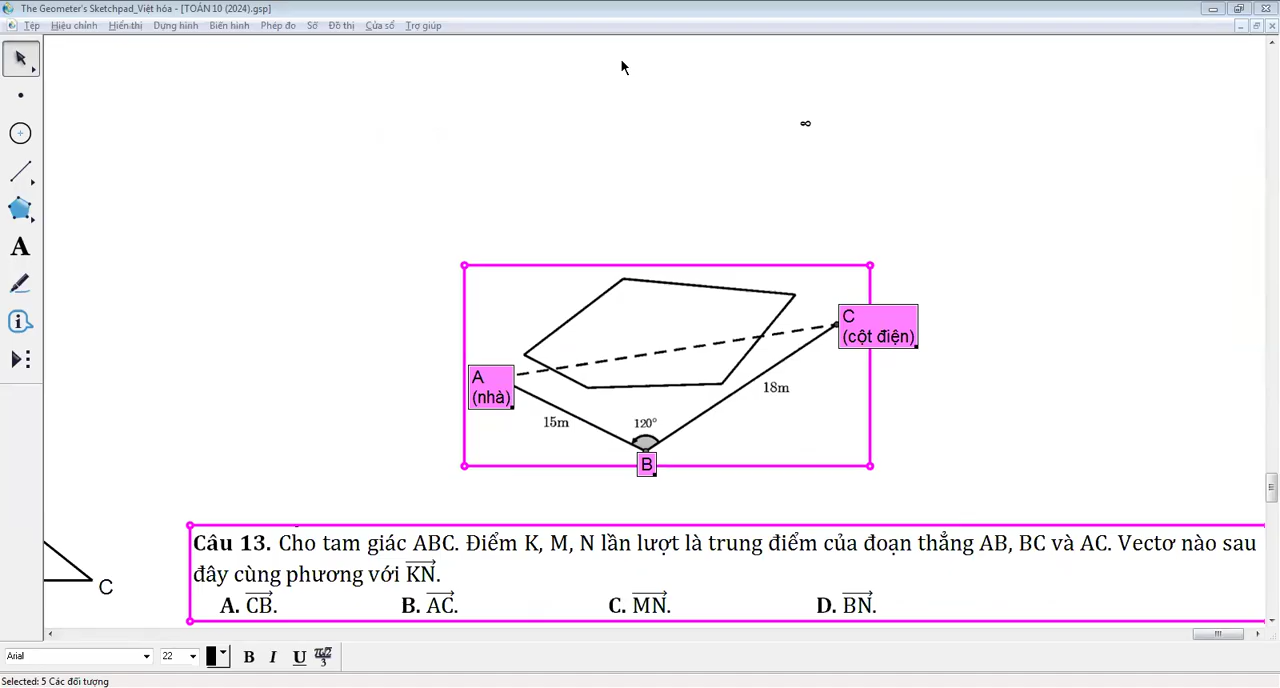 The Geometer's Sketchpad_Việt hóa - [TOÁN 10 (2024).gsp]
Tệp Hiệu chỉnh Hiển thị Dựng hình Biến hình Phép đo Số Đồ thị Cửa sổ Trợ giúp
∞
C
(cột điện)
A
(nhà)
18m
15m
120°
B
Câu 13. Cho tam giác ABC. Điểm K, M, N lần lượt là trung điểm của đoạn thẳng AB, BC và AC. Vectơ nào sau
đây cùng phương với KN.
C
A. CB. B. AC. C. MN. D. BN.
Arial 22 B I U
Selected: 5 Các đối tượng